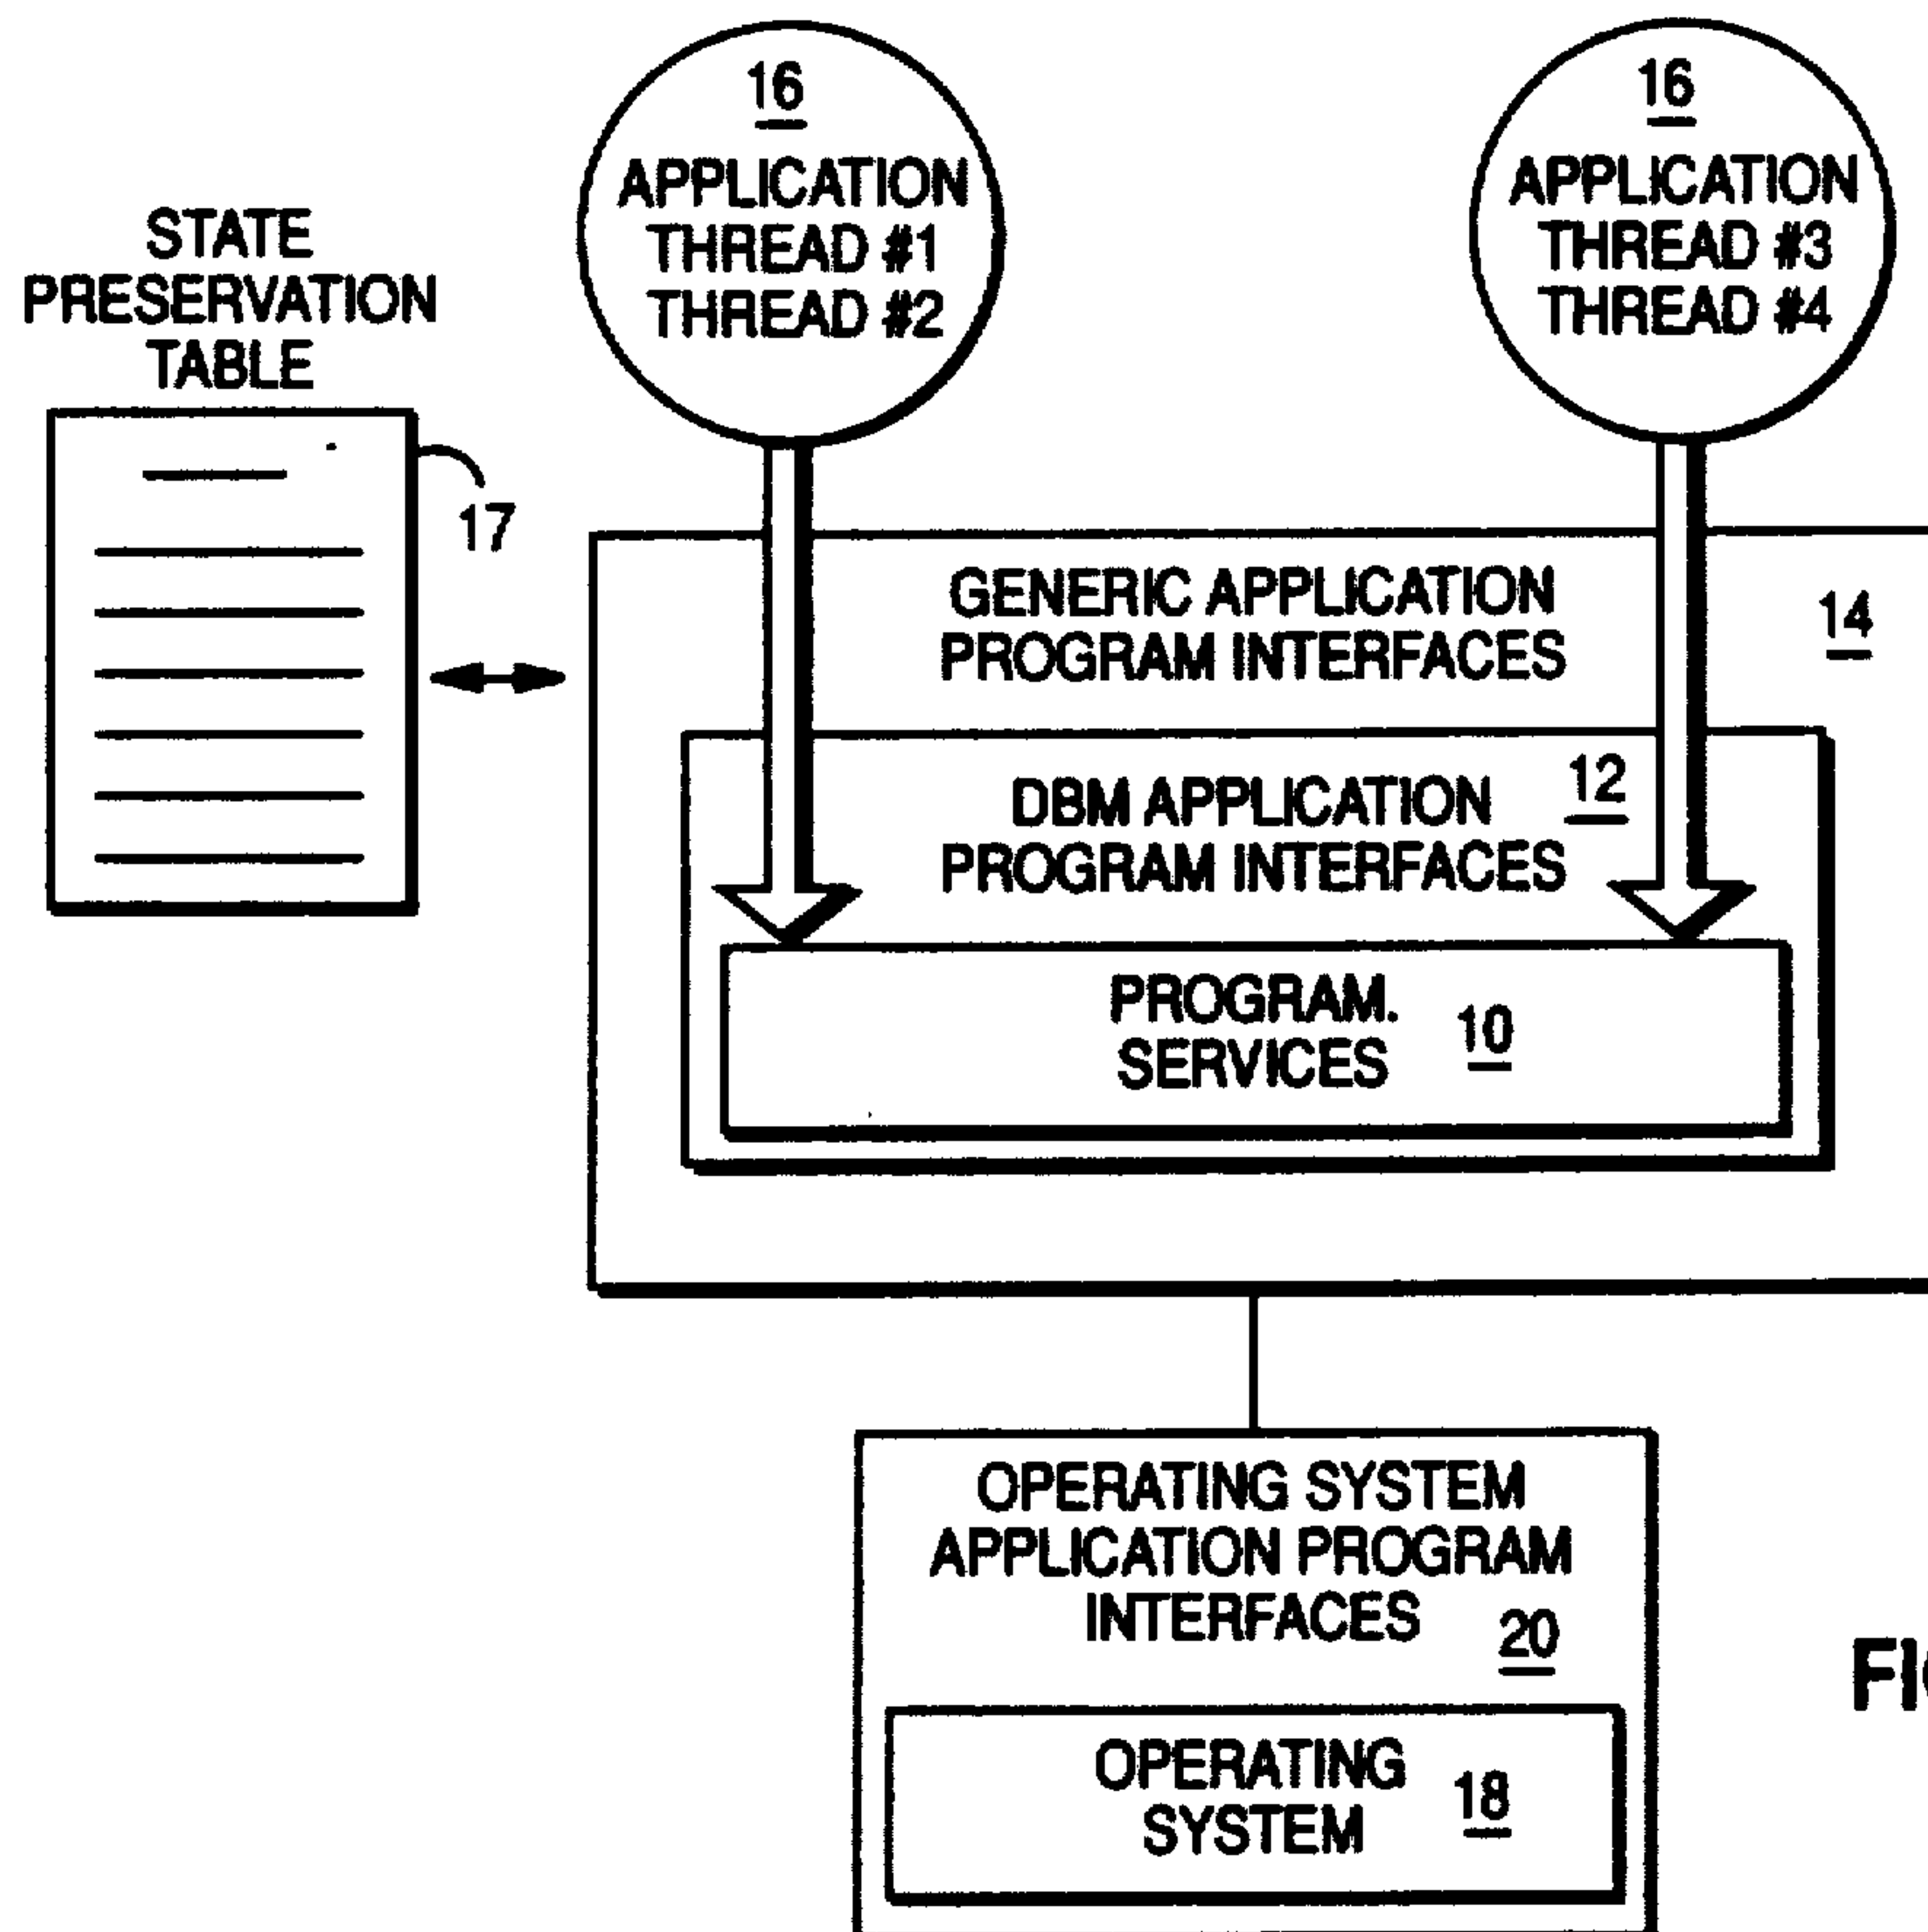 16
APPLICATION
THREAD #1
THREAD #2
16
APPLICATION
THREAD #3
THREAD #4
STATE
PRESERVATION
TABLE
17
GENERIC APPLICATION
PROGRAM INTERFACES
14
DBM APPLICATION
PROGRAM INTERFACES
12
PROGRAM.
SERVICES
10
OPERATING SYSTEM
APPLICATION PROGRAM
INTERFACES
20
OPERATING
SYSTEM
18